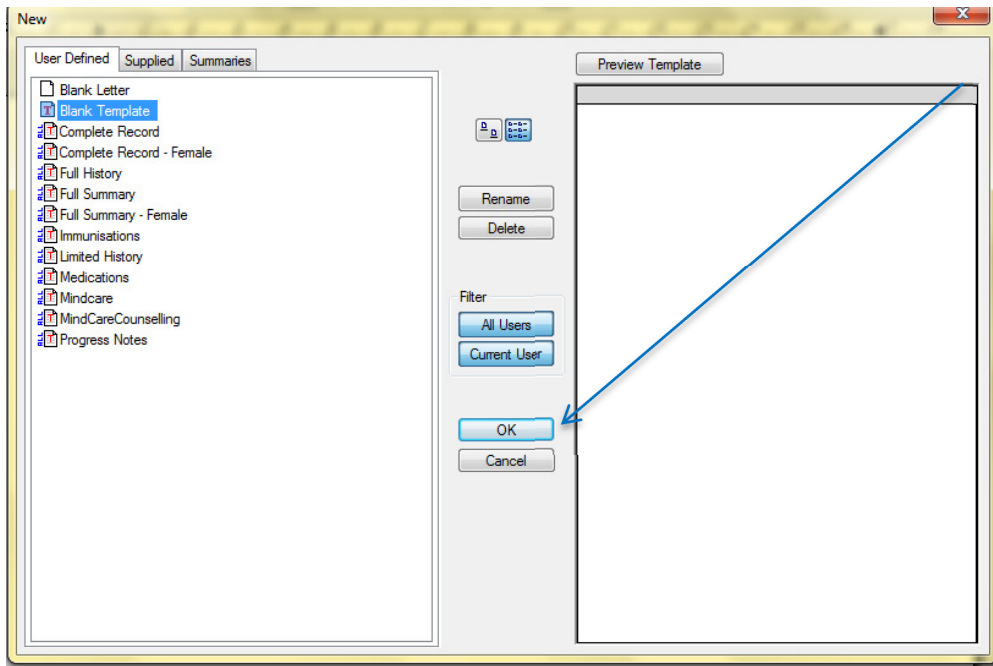 New
User Defined Supplied Summaries
Blank Letter
Blank Template
Complete Record
Complete Record - Female
Full History
Full Summary
Full Summary - Female
Immunisations
Limited History
Medications
Mindcare
MindCareCounselling
Progress Notes
Rename
Delete
Filter
All Users
Current User
OK
Cancel
Preview Template